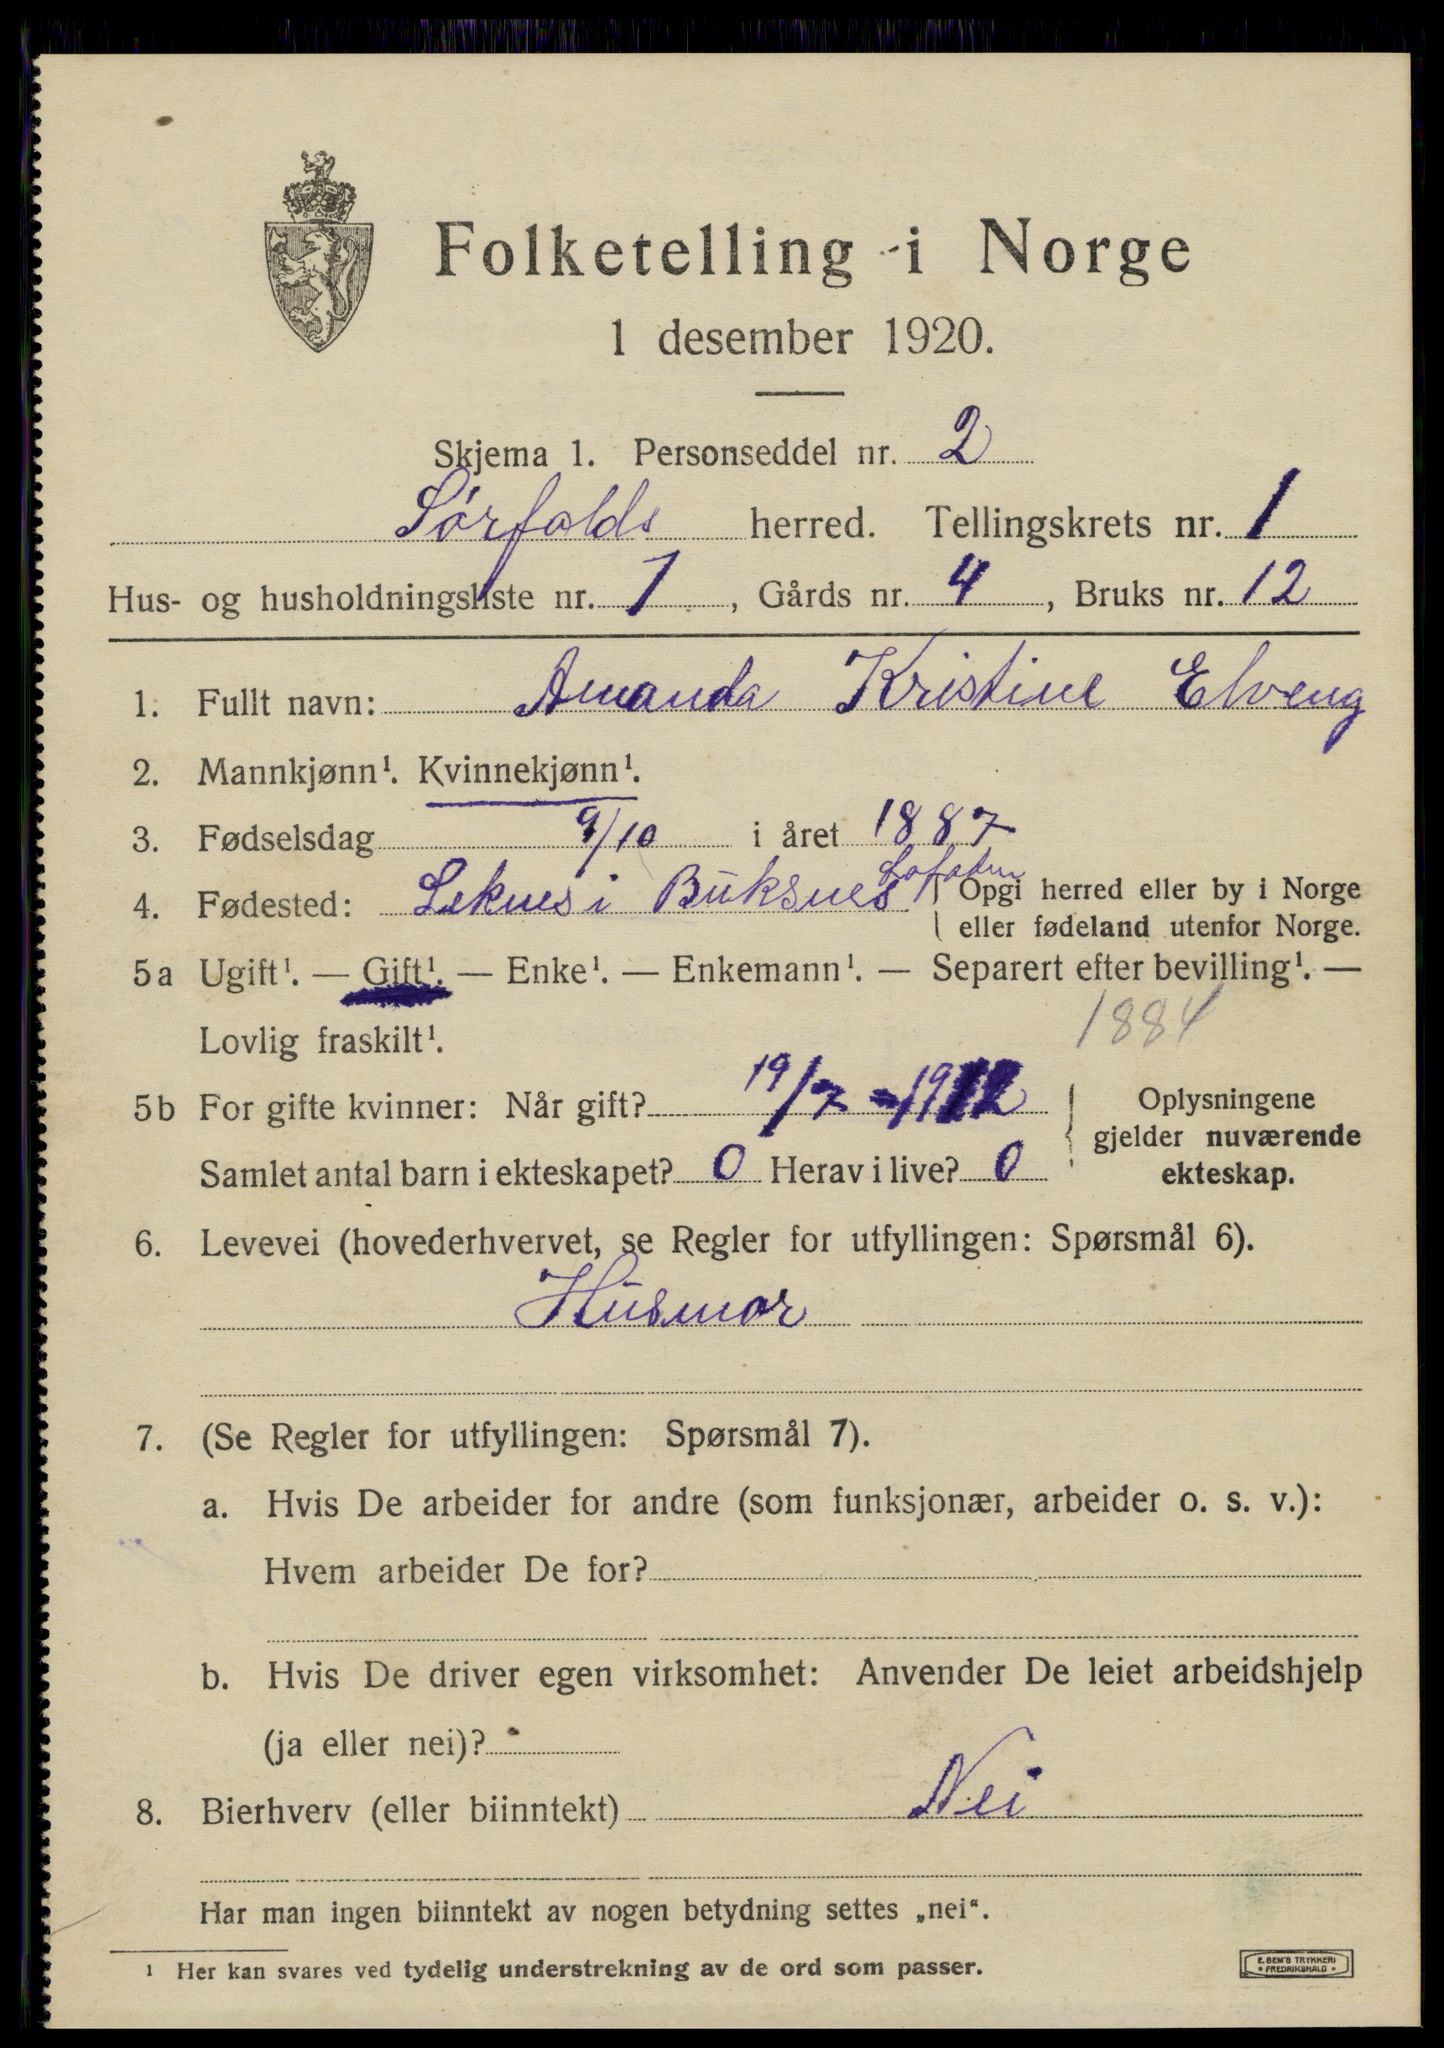 Folketelling i Norge
1 desember 1920.
Skjema 1. Personseddel nr. 2
Sørfolds herred. Tellingskrets nr. 1
Hus- og husholdningsliste nr. 1, Gårds nr. 4, Bruks nr. 12
1. Fullt navn: Amanda Kristine Elveng
2. Mannkjønn¹. Kvinnekjønn¹.
3. Fødselsdag 9/10 i året 1887
4. Fødested: Leknes i Buksnes Lofoten Opgi herred eller by i Norge
eller fødeland utenfor Norge.
5a Ugift¹. — Gift¹. — Enke¹. — Enkemann¹. — Separert efter bevilling¹. —
Lovlig fraskilt¹. 1884
5b For gifte kvinner: Når gift? 19/7 - 1912
Samlet antal barn i ekteskapet? 0 Herav i live? 0
Oplysningene
gjelder nuværende
ekteskap.
6. Levevei (hovederhvervet, se Regler for utfyllingen: Spørsmål 6).
Husmor
7. (Se Regler for utfyllingen: Spørsmål 7).
a. Hvis De arbeider for andre (som funksjonær, arbeider o. s. v.):
Hvem arbeider De for?
b. Hvis De driver egen virksomhet: Anvender De leiet arbeidshjelp
(ja eller nei)?
8. Bierhverv (eller biinntekt) Nei
Har man ingen biinntekt av nogen betydning settes „nei“.
¹ Her kan svares ved tydelig understrekning av de ord som passer.
E. SEM'S TRYKKERI
FREDRIKSHALD